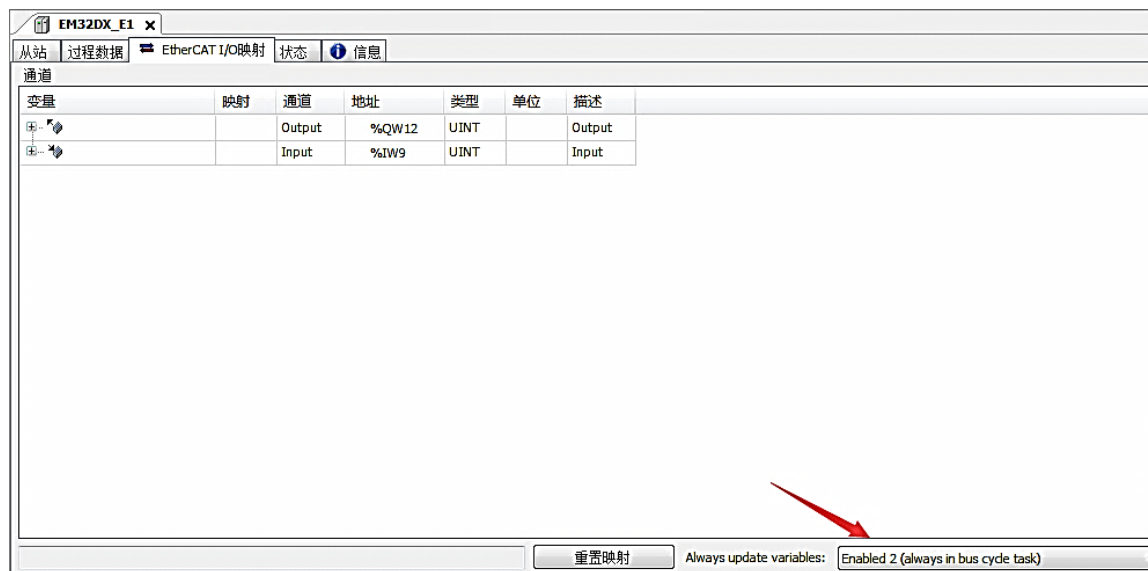 EM32DX_E1
从站 过程数据 EtherCAT I/O映射 状态 信息
通道
变量 映射 通道 地址 类型 单位 描述
Output %QW12 UINT Output
Input %IW9 UINT Input
重置映射 Always update variables: Enabled 2 (always in bus cycle task)